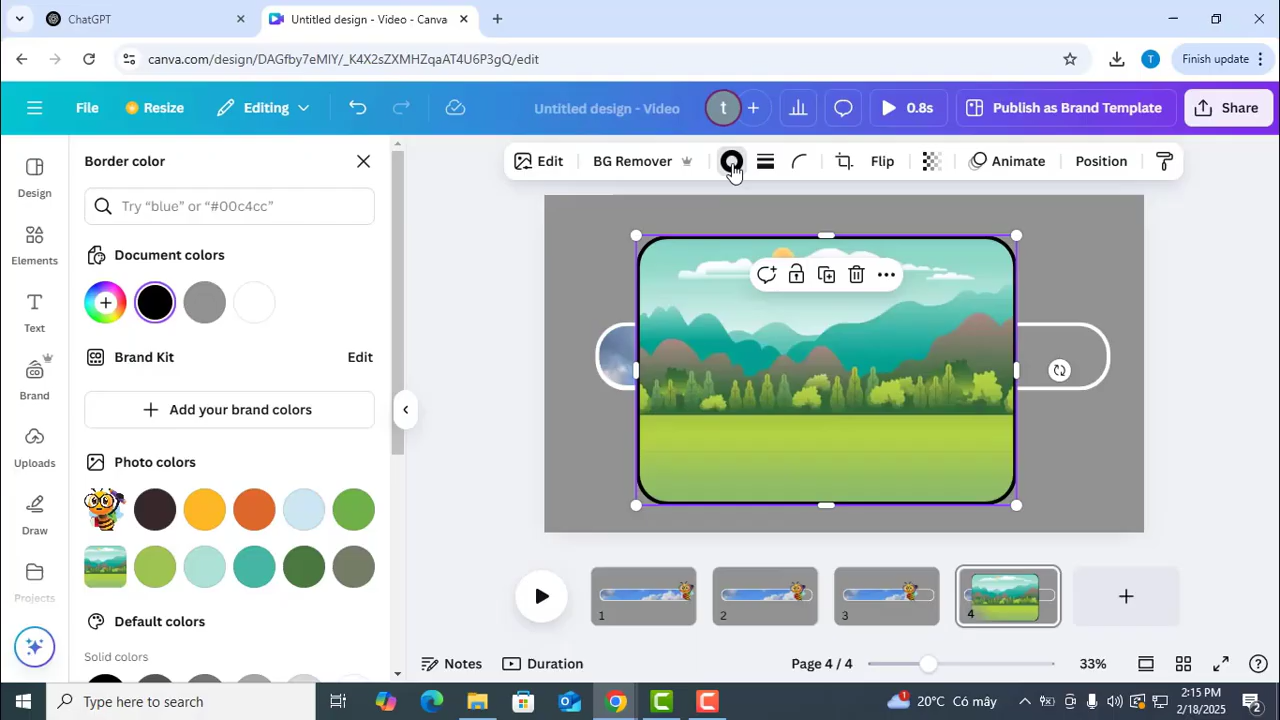 ChatGPT
Untitled design - Video - Canva
canva.com/design/DAGfby7eMIY/_K4X2sZXMHZqaAT4U6P3gQ/edit
T
Finish update
File
Resize
Editing
Untitled design - Video
t
0.8s
Publish as Brand Template
Share
Design
Elements
Text
Brand
Uploads
Draw
Projects
Border color
Try “blue” or “#00c4cc”
Document colors
Brand Kit
Edit
Add your brand colors
Photo colors
Default colors
Solid colors
Edit
BG Remover
Flip
Animate
Position
1
2
3
4
Notes
Duration
Page 4 / 4
33%
Type here to search
1
20°C Có mây
2:15 PM
2/18/2025
2